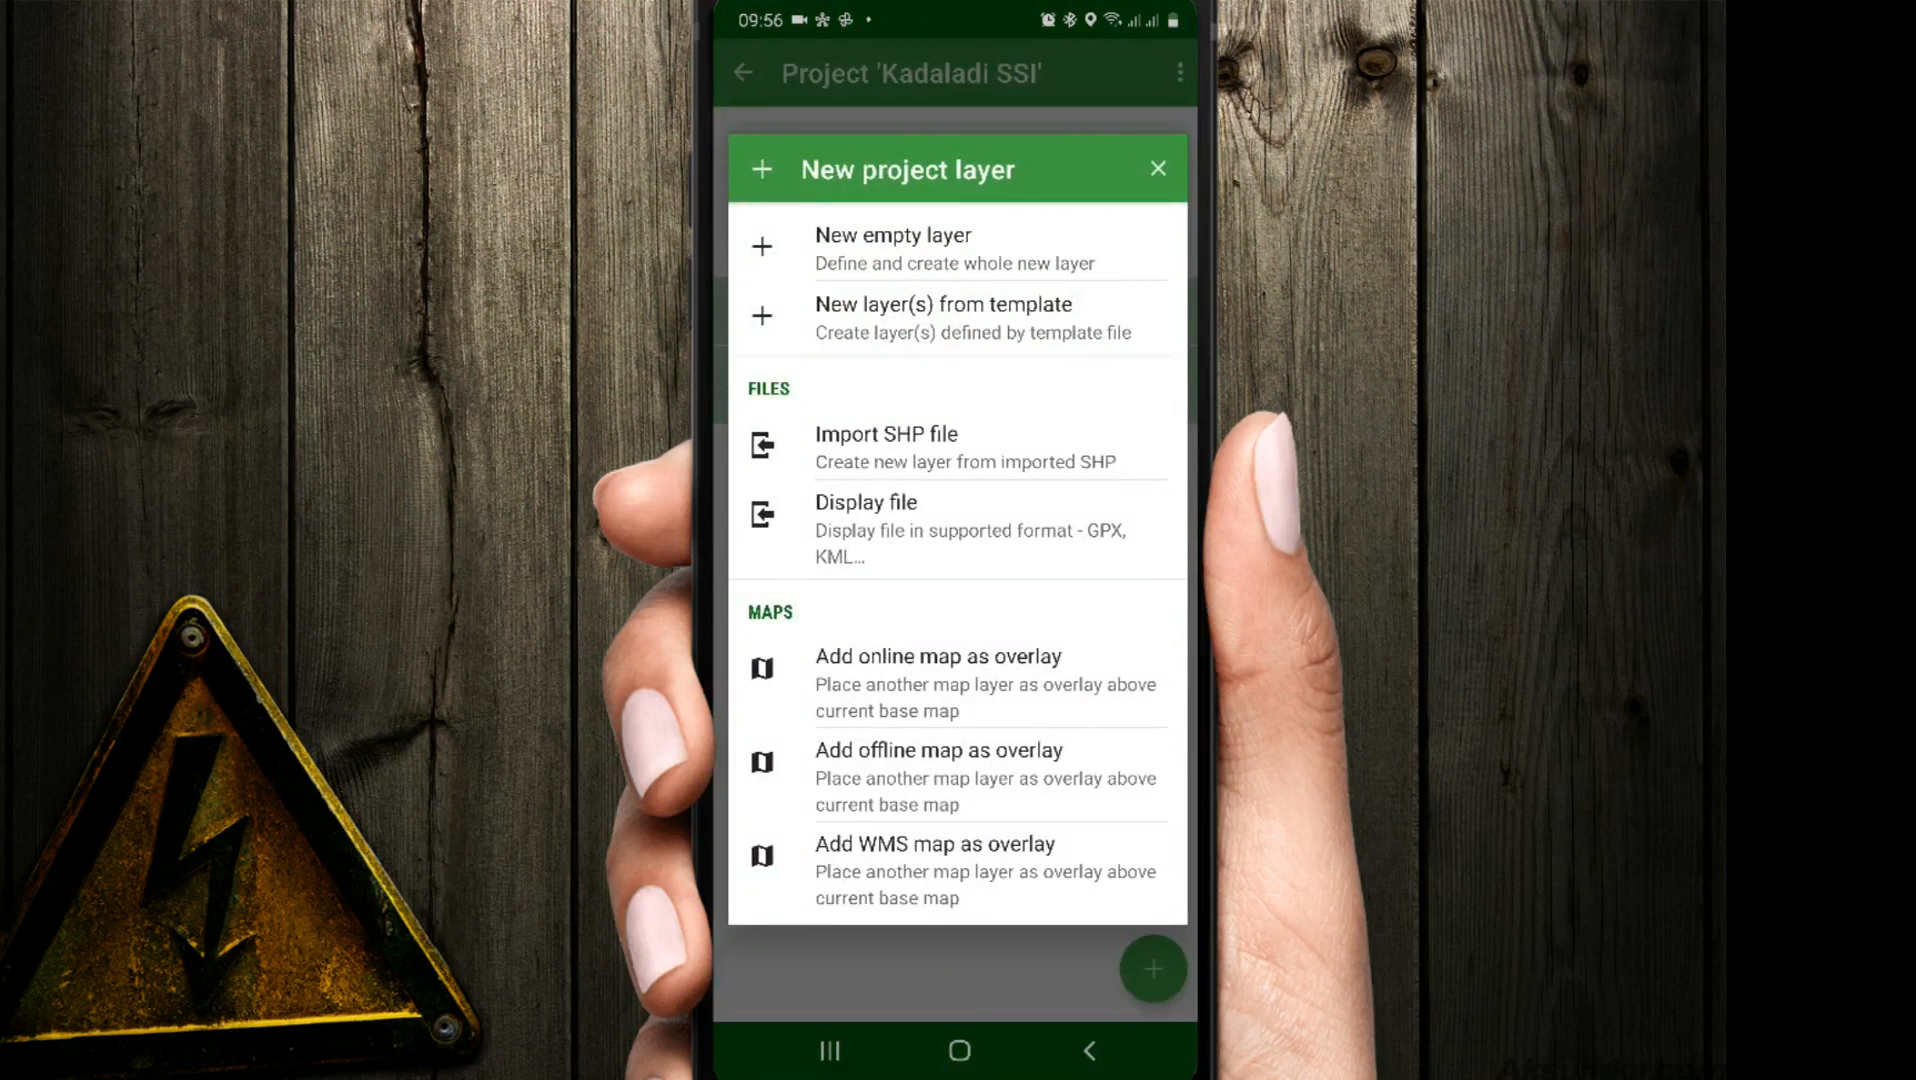 09:56
Project 'Kadaladi SSI'
New project layer
New empty layer
Define and create whole new layer
New layer(s) from template
Create layer(s) defined by template file
FILES
Import SHP file
Create new layer from imported SHP
Display file
Display file in supported format - GPX,
KML...
MAPS
Add online map as overlay
Place another map layer as overlay above
current base map
Add offline map as overlay
Place another map layer as overlay above
current base map
Add WMS map as overlay
Place another map layer as overlay above
current base map